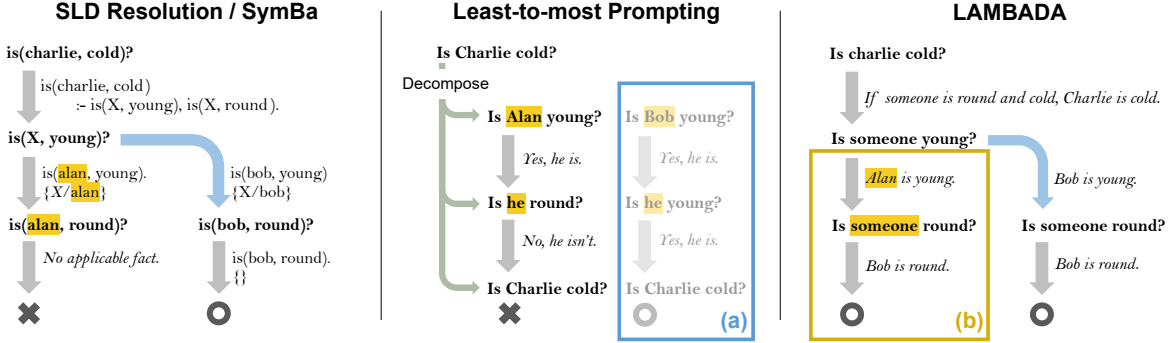 SLD Resolution / SymBa
is(charlie, cold)?
is(charlie, cold)
:- is(X, young), is(X, round).
is(X, young)?
is(alan, young).
{X/alan}
is(bob, young)
{X/bob}
is(alan, round)?
is(bob, round)?
No applicable fact.
is(bob, round).
{}
Least-to-most Prompting
Is Charlie cold?
Decompose
Is Alan young?
Yes, he is.
Is he round?
No, he isn't.
Is Charlie cold?
Is Bob young?
Yes, he is.
Is he young?
Yes, he is.
Is Charlie cold?
(a)
LAMBADA
Is charlie cold?
If someone is round and cold, Charlie is cold.
Is someone young?
Alan is young.
Bob is young.
Is someone round?
Is someone round?
Bob is round.
Bob is round.
(b)